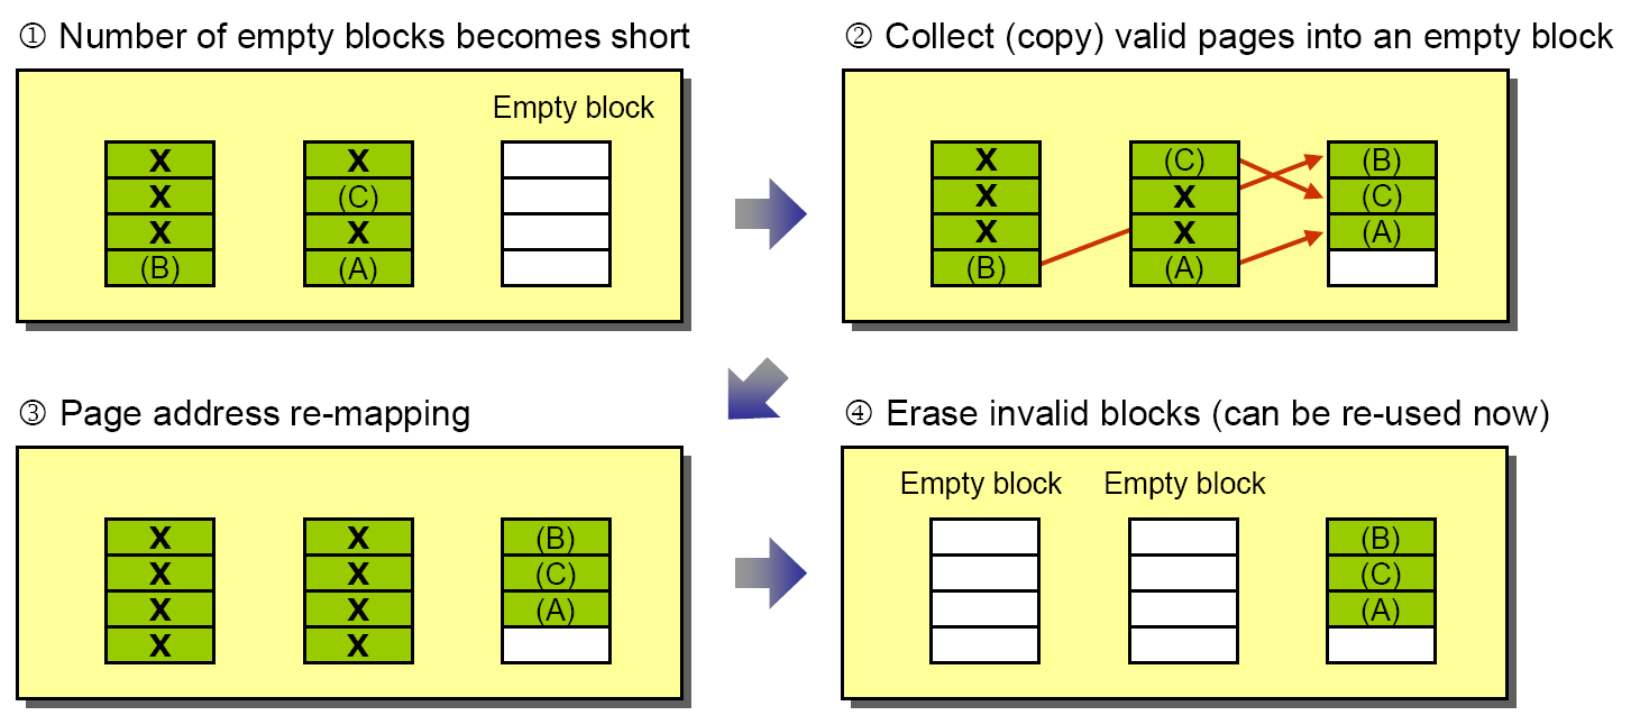 ① Number of empty blocks becomes short
Empty block
X X
X (C)
X X
(B) (A)
② Collect (copy) valid pages into an empty block
X (C) (B)
X X (C)
X X (A)
(B) (A)
③ Page address re-mapping
X X (B)
X X (C)
X X (A)
X X
④ Erase invalid blocks (can be re-used now)
Empty block Empty block
(B)
(C)
(A)